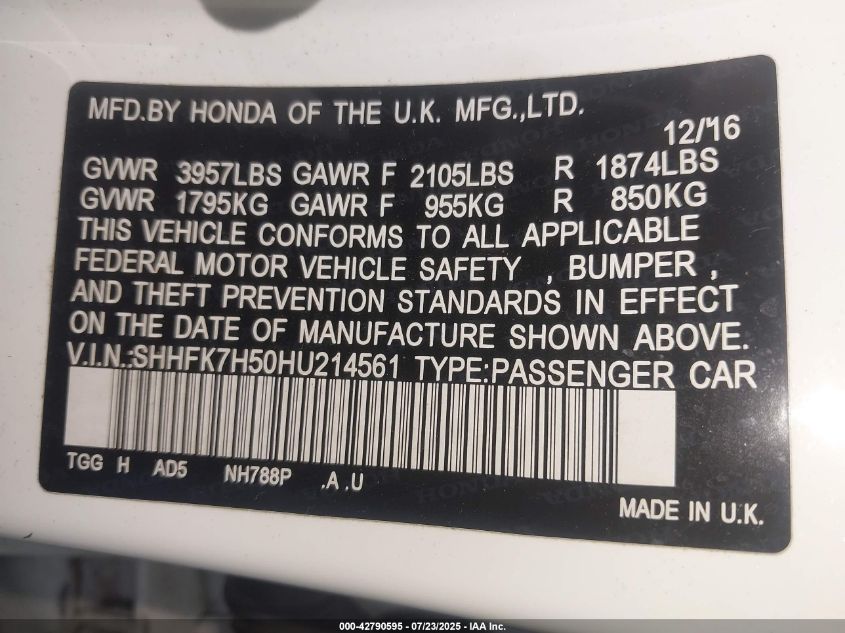 MFD.BY HONDA OF THE U.K. MFG.,LTD.
12/'16
GVWR 3957LBS GAWR F 2105LBS R 1874LBS
GVWR 1795KG GAWR F 955KG R 850KG
THIS VEHICLE CONFORMS TO ALL APPLICABLE
FEDERAL MOTOR VEHICLE SAFETY , BUMPER ,
AND THEFT PREVENTION STANDARDS IN EFFECT
ON THE DATE OF MANUFACTURE SHOWN ABOVE.
V.I.N.:SHHFK7H50HU214561 TYPE:PASSENGER CAR
TGG H AD5 NH788P .A .U
MADE IN U.K.
000-42790595 - 07/23/2025 - IAA Inc.